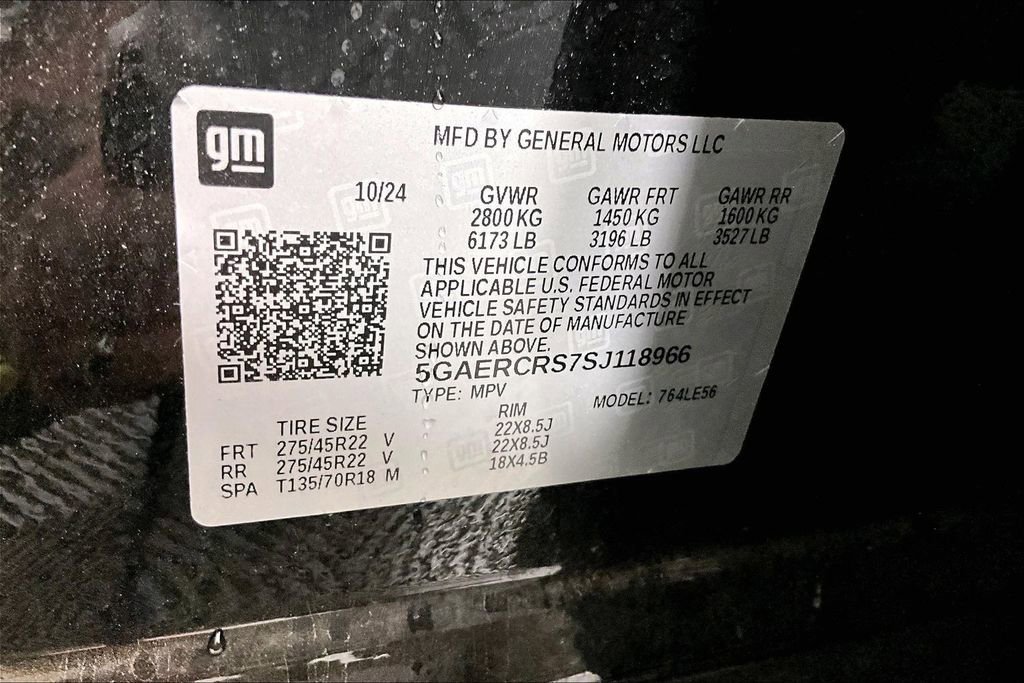 gm
MFD BY GENERAL MOTORS LLC
10/24 GVWR GAWR FRT GAWR RR
2800 KG 1450 KG 1600 KG
6173 LB 3196 LB 3527 LB
THIS VEHICLE CONFORMS TO ALL
APPLICABLE U.S. FEDERAL MOTOR
VEHICLE SAFETY STANDARDS IN EFFECT
ON THE DATE OF MANUFACTURE
SHOWN ABOVE.
5GAERCRS7SJ118966
TYPE: MPV MODEL: 764LE56
TIRE SIZE RIM
FRT 275/45R22 V 22X8.5J
RR 275/45R22 V 22X8.5J
SPA T135/70R18 M 18X4.5B